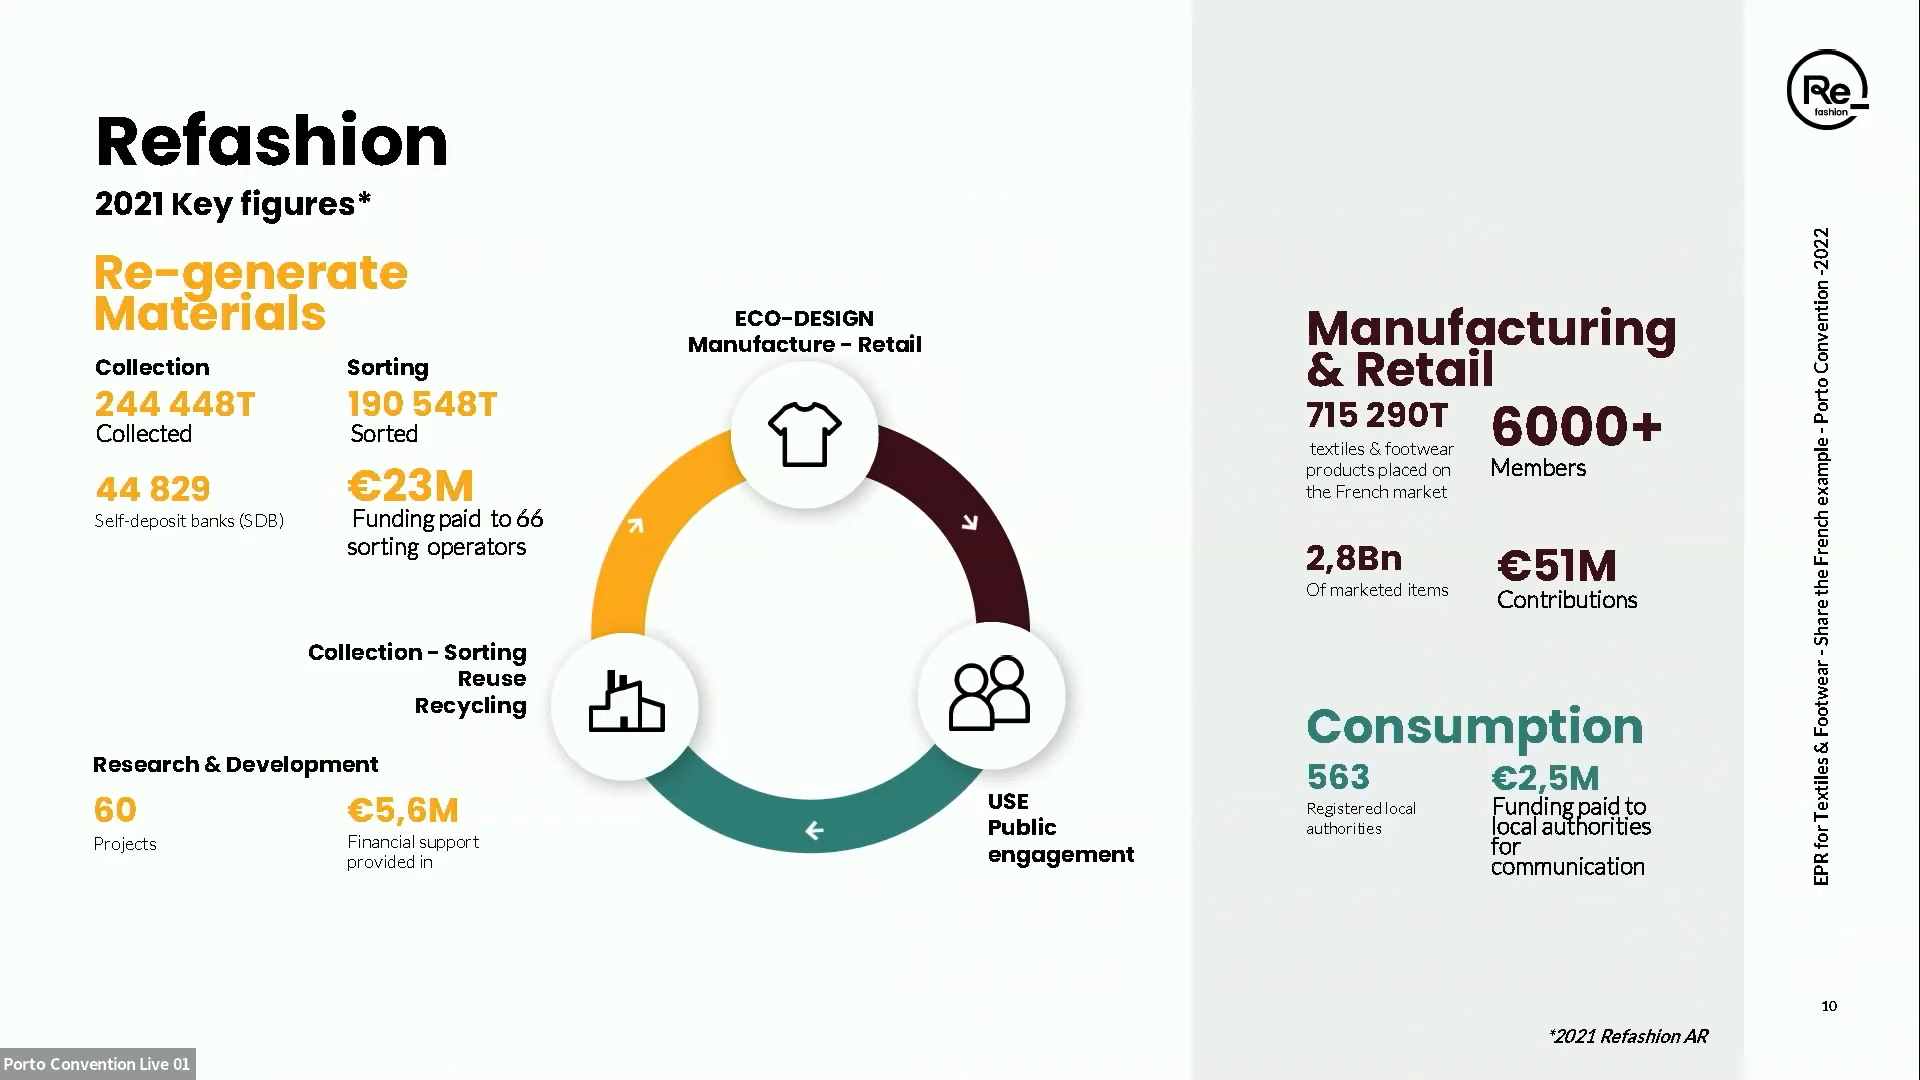 Refashion
2021 Key figures*
Re-generate
Materials
Collection
244 448T
Collected
44 829
Self-deposit banks (SDB)
Sorting
190 548T
Sorted
€23M
Funding paid to 66
sorting operators
ECO-DESIGN
Manufacture - Retail
Collection - Sorting
Reuse
Recycling
USE
Public
engagement
Research & Development
60
Projects
€5,6M
Financial support
provided in
Manufacturing
& Retail
715 290T
textiles & footwear
products placed on
the French market
6000+
Members
2,8Bn
Of marketed items
€51M
Contributions
Consumption
563
Registered local
authorities
€2,5M
Funding paid to
local authorities
for
communication
Re_
fashion
EPR for Textiles & Footwear - Share the French example - Porto Convention -2022
10
*2021 Refashion AR
Porto Convention Live 01